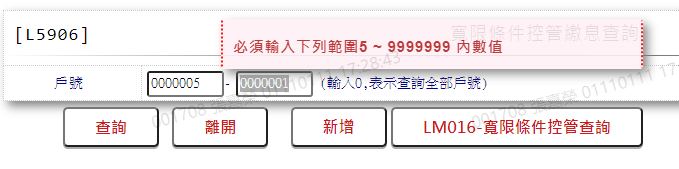 [L5906]
寬限條件控管繳息查詢
必須輸入下列範圍5 ~ 9999999 內數值
戶號 0000005 - 0000001 (輸入0,表示查詢全部戶號)
查詢 離開 新增 LM016-寬限條件控管查詢